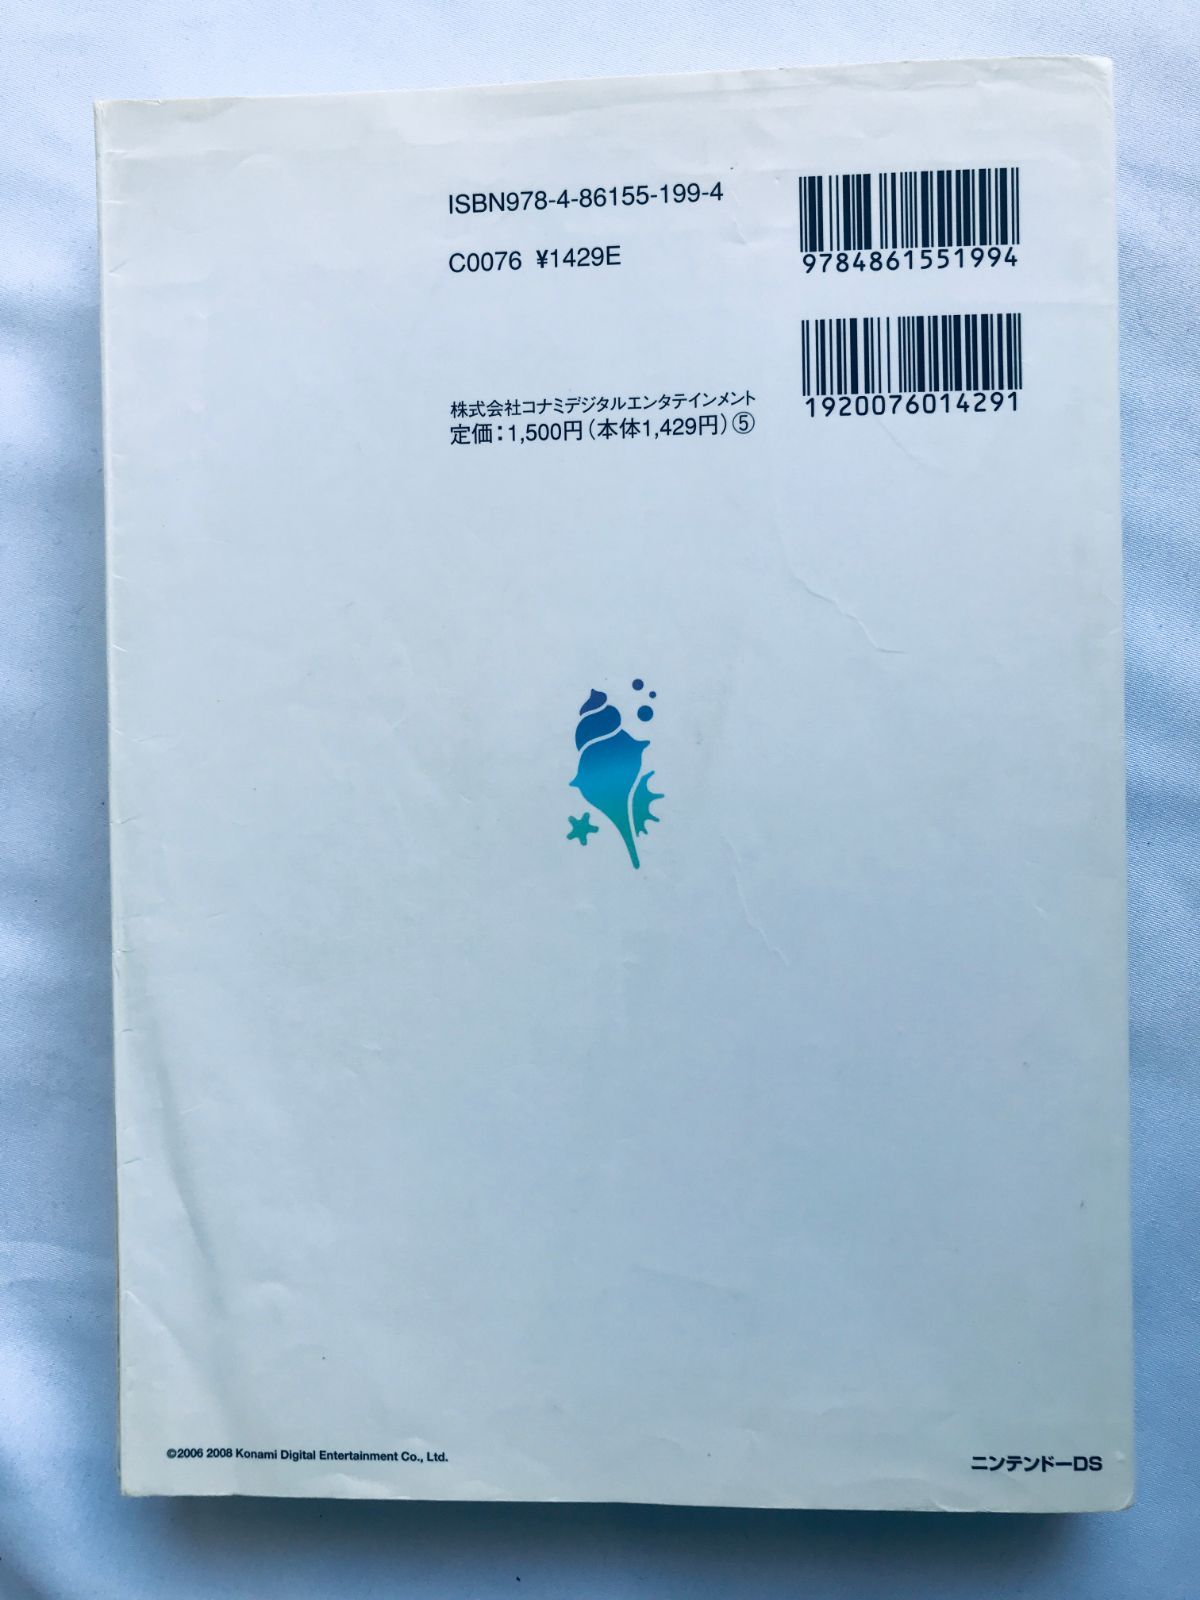 ISBN978-4-86155-199-4
C0076 ¥1429E
9784861551994
1920076014291
株式会社コナミデジタルエンタテインメント
定価：1,500円（本体1,429円）⑤
©2006 2008 Konami Digital Entertainment Co., Ltd.
ニンテンドーDS